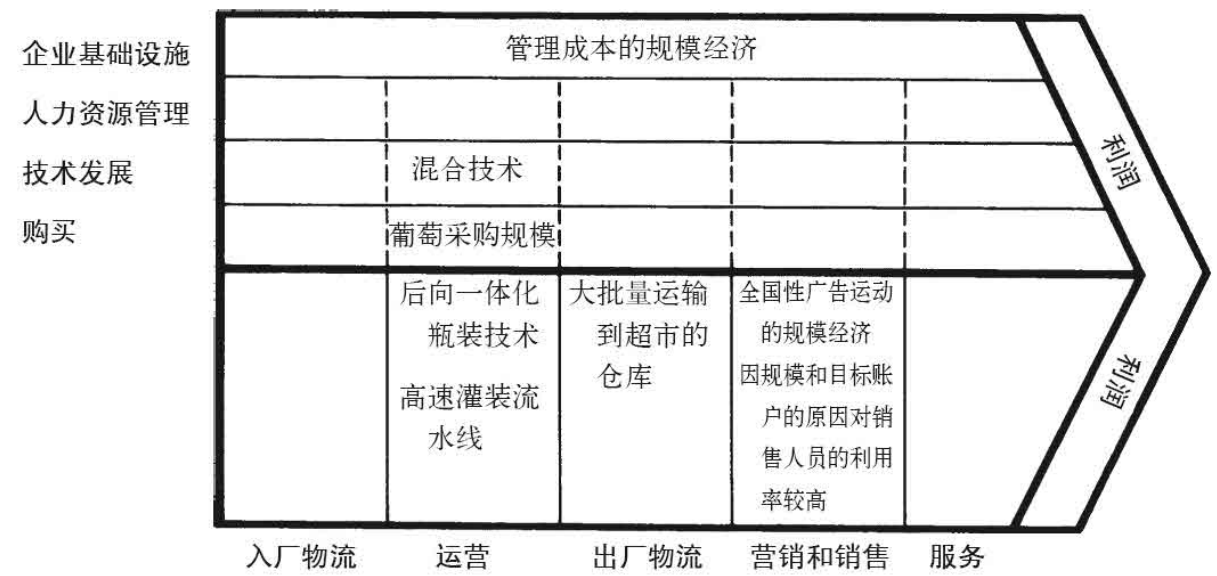 企业基础设施
管理成本的规模经济
人力资源管理
技术发展
混合技术
购买
葡萄采购规模
利润
后向一体化
瓶装技术
高速灌装流
水线
大批量运输
到超市的
仓库
全国性广告运动
的规模经济
因规模和目标账
户的原因对销
售人员的利用
率较高
利润
入厂物流
运营
出厂物流
营销和销售
服务